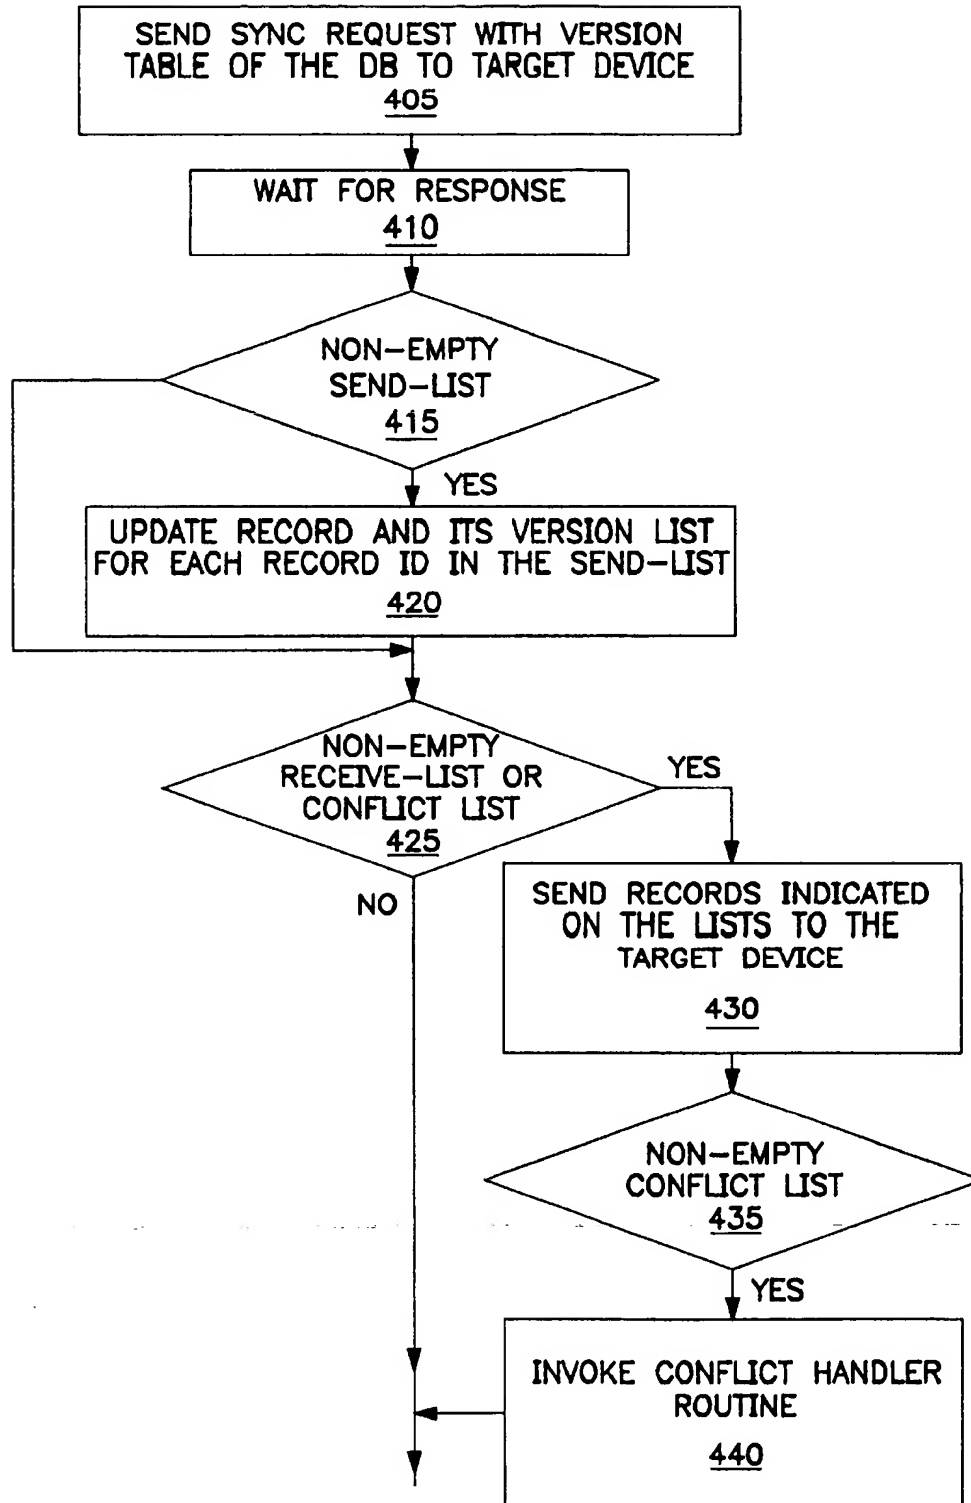 SEND SYNC REQUEST WITH VERSION
TABLE OF THE DB TO TARGET DEVICE
405
WAIT FOR RESPONSE
410
NON-EMPTY
SEND-LIST
415
YES
UPDATE RECORD AND ITS VERSION LIST
FOR EACH RECORD ID IN THE SEND-LIST
420
NON-EMPTY
RECEIVE-LIST OR
CONFLICT LIST
425
YES
NO
SEND RECORDS INDICATED
ON THE LISTS TO THE
TARGET DEVICE
430
NON-EMPTY
CONFLICT LIST
435
YES
INVOKE CONFLICT HANDLER
ROUTINE
440